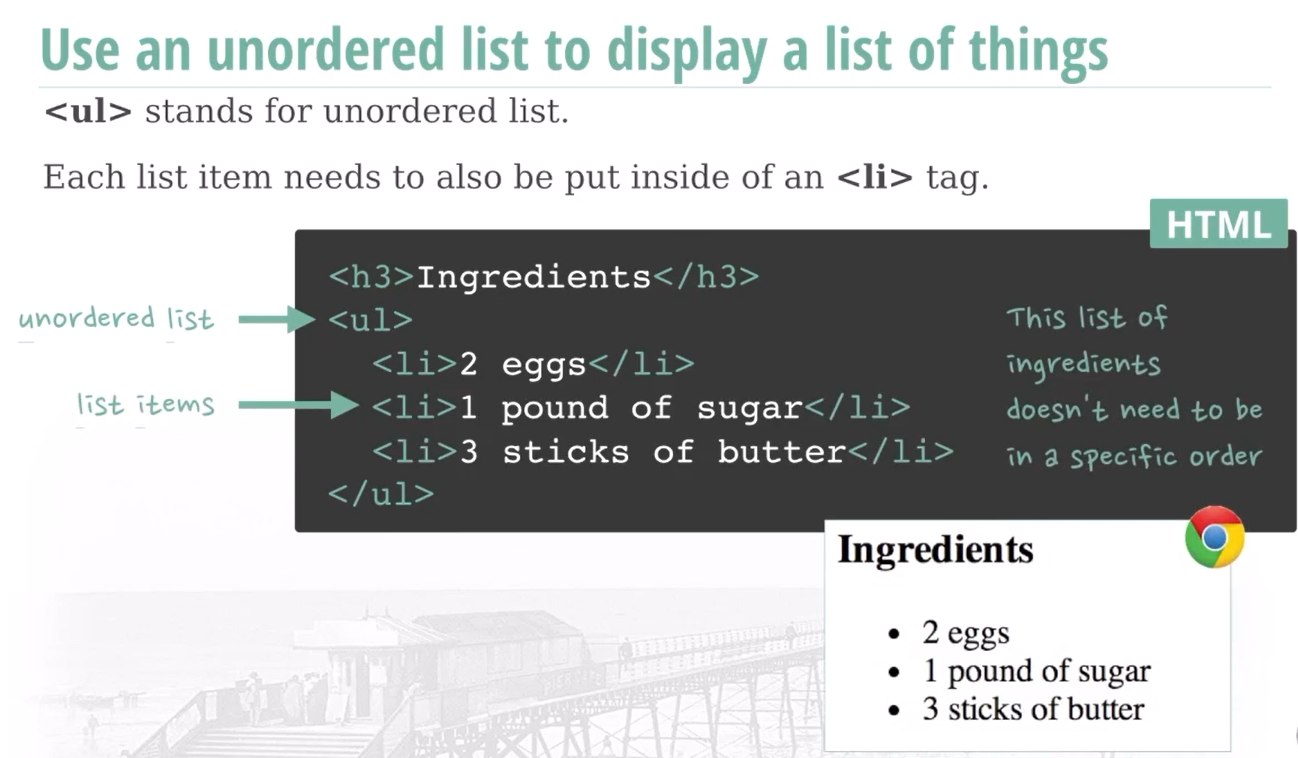 Use an unordered list to display a list of things
<ul> stands for unordered list.
Each list item needs to also be put inside of an <li> tag.
HTML
<h3>Ingredients</h3>
unordered list
<ul>
<li>2 eggs</li>
list items
<li>1 pound of sugar</li>
<li>3 sticks of butter</li>
</ul>
This list of
ingredients
doesn't need to be
in a specific order
Ingredients
• 2 eggs
• 1 pound of sugar
• 3 sticks of butter